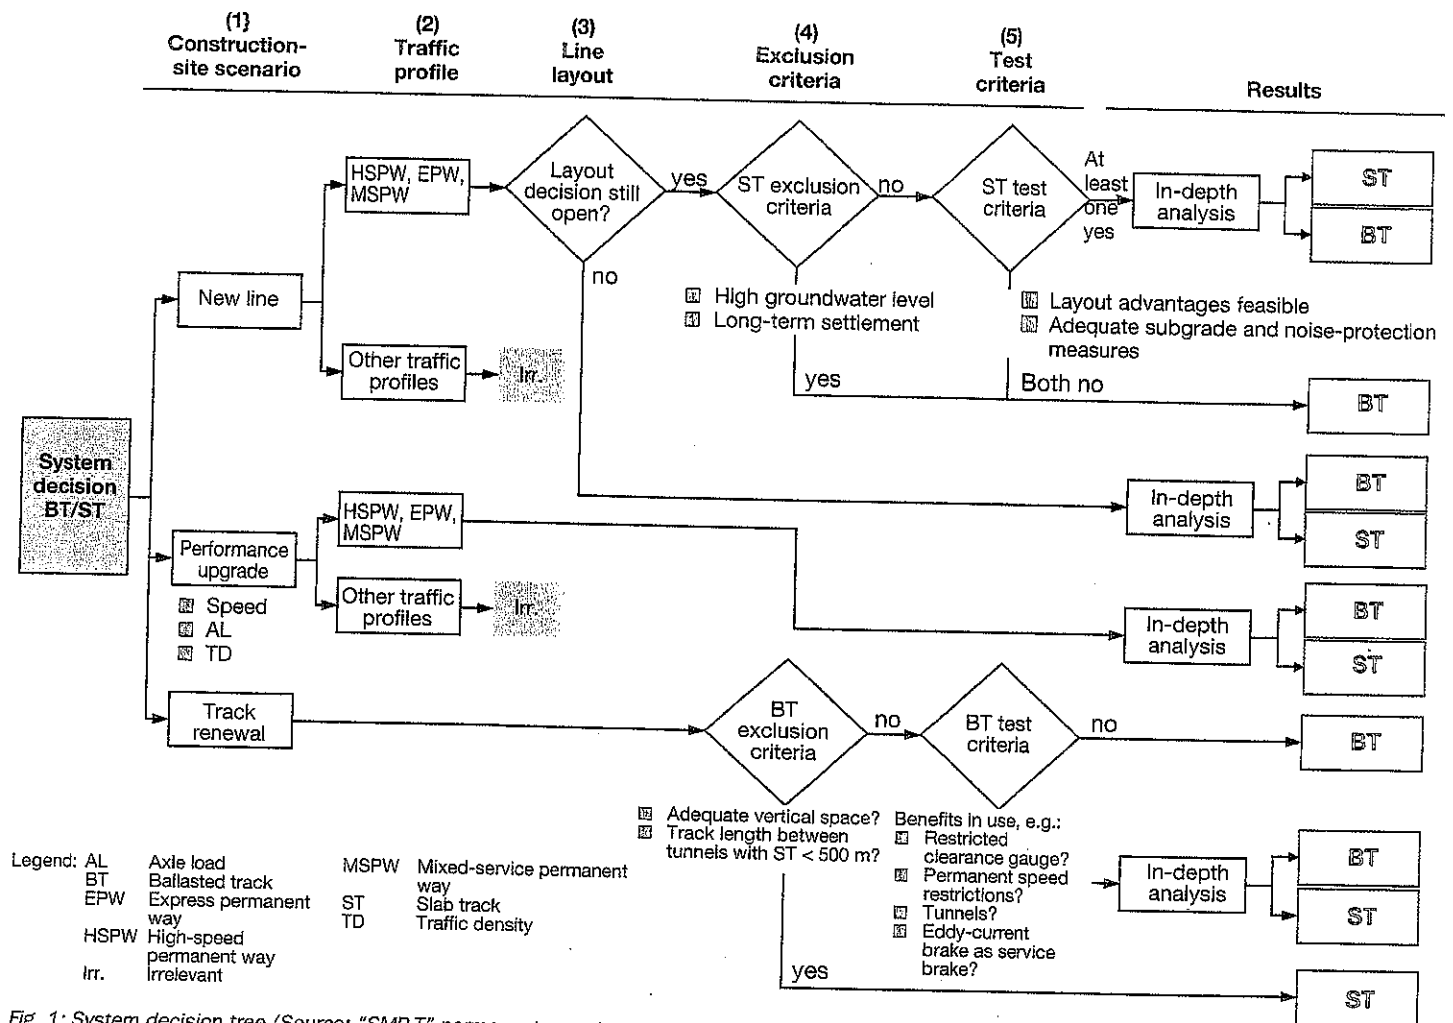 (1}
Construction-
site scenario
(2)
Traffic
profile
(3)
Line
layout
(4)
Exclusion
criteria
(5)
Test
criteria
Results
HSPW, EPW,
MSPW
Layout
decision still
open?
yes
ST exclusion
criteria
no
ST test
criteria
At
least
one
yes
In-depth
analysis
ST
BT
no
New line
High groundwater level
Long-term settlement
Layout advantages feasible
Adequate subgrade and noise-protection
measures
Other traffic
profiles
Irr.
yes
Both no
BT
System
decision
BT/ST
HSPW, EPW,
MSPW
In-depth
analysis
BT
ST
Performance
upgrade
Speed
AL
TD
Other traffic
profiles
Irr.
In-depth
analysis
BT
ST
Track
renewal
BT
exclusion
criteria
no
BT test
criteria
no
BT
Adequate vertical space?
Track length between
tunnels with ST < 500 m?
Benefits in use, e.g.:
Restricted
clearance gauge?
Permanent speed
restrictions?
Tunnels?
Eddy-current
brake as service
brake?
In-depth
analysis
BT
ST
yes
ST
Legend: AL Axle load
BT Ballasted track
EPW Express permanent
way
HSPW High-speed
permanent way
Irr. Irrelevant
MSPW Mixed-service permanent
way
ST Slab track
TD Traffic density
Fig. 1: System decision tree (Source: "SMP.T"